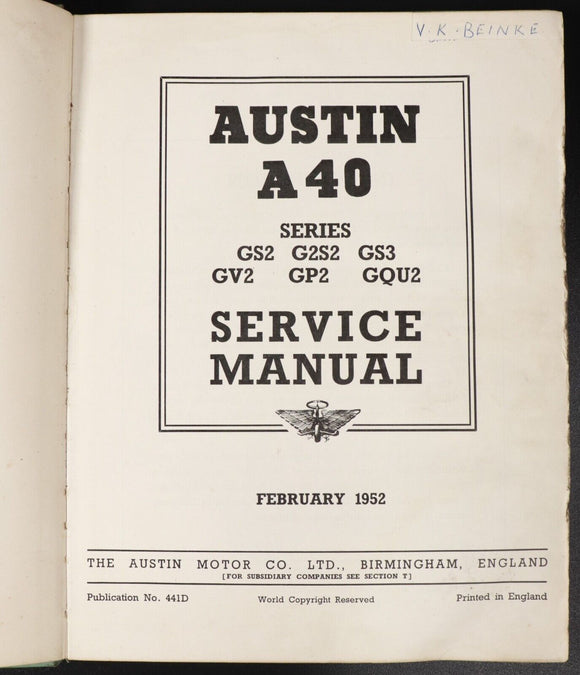 V. K. BEINKE
AUSTIN
A40
SERIES
GS2 G2S2 GS3
GV2 GP2 GQU2
SERVICE
MANUAL
FEBRUARY 1952
THE AUSTIN MOTOR CO. LTD., BIRMINGHAM, ENGLAND
[FOR SUBSIDIARY COMPANIES SEE SECTION T]
Publication No. 441D World Copyright Reserved Printed in England